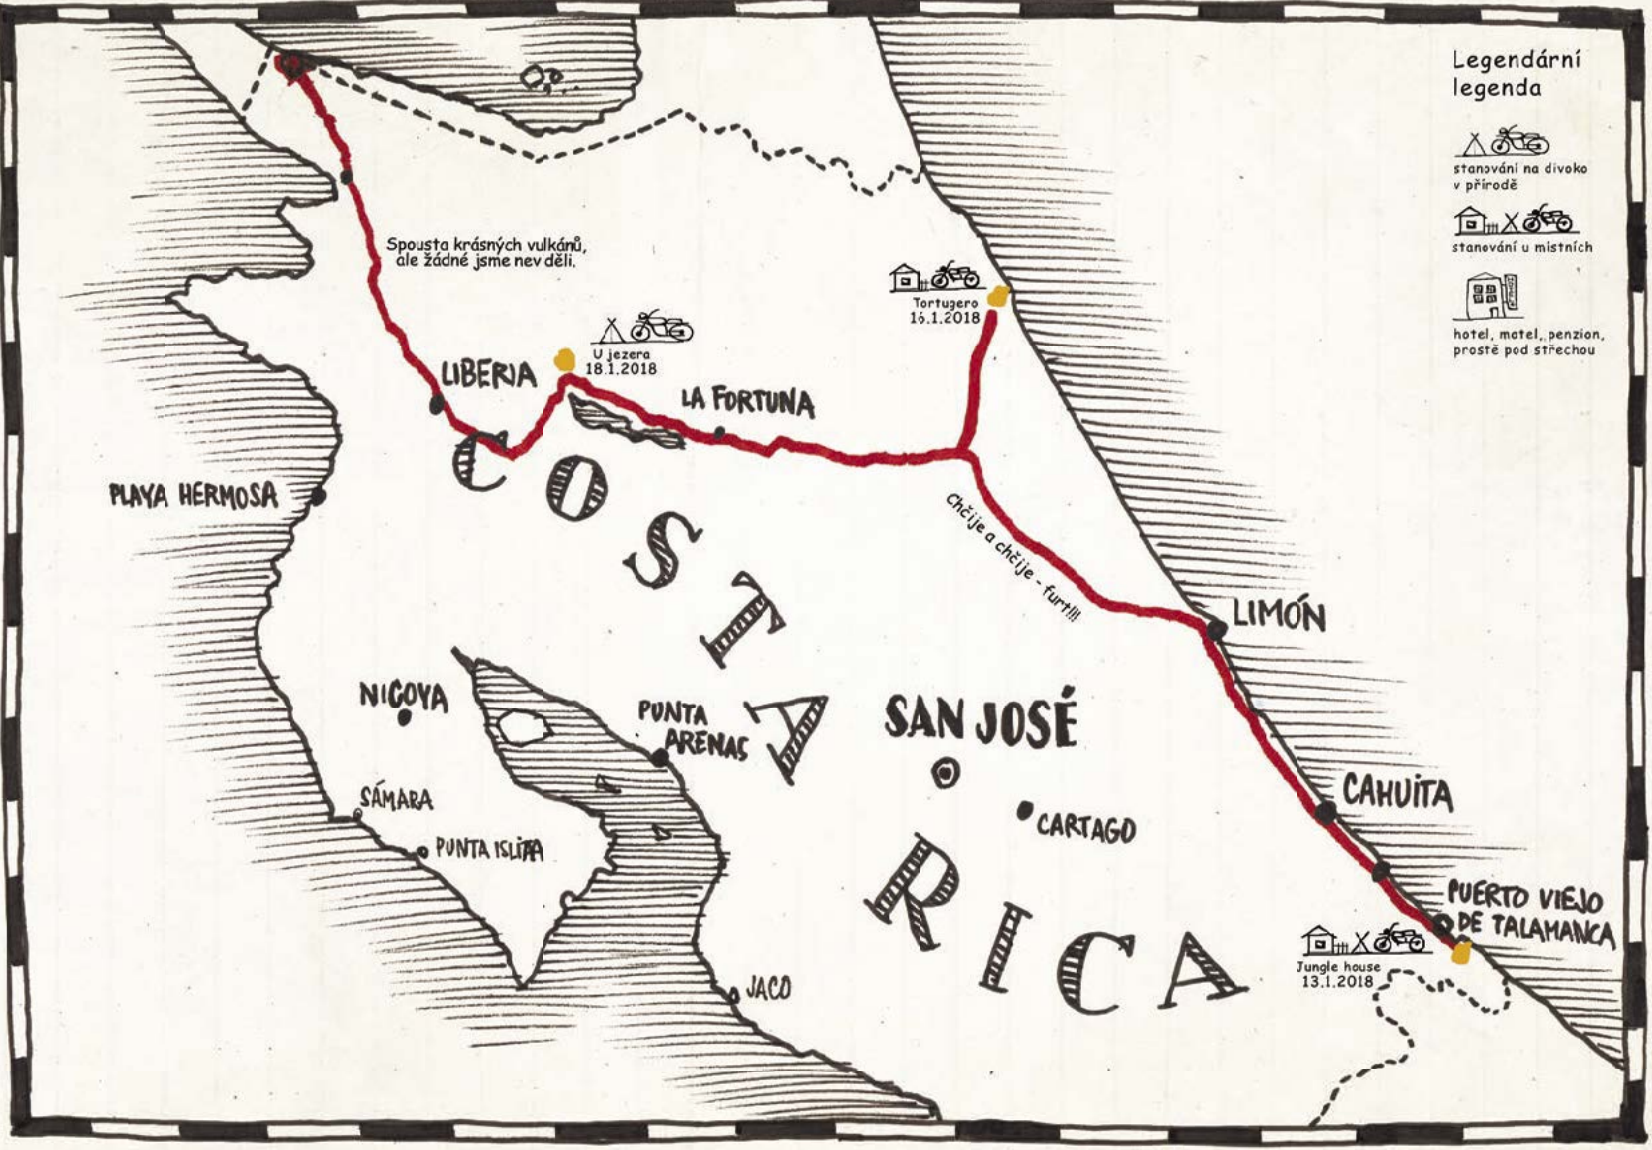 Legendární
legenda
stanování na divoko
v přírodě
stanování u místních
hotel, motel, penzion,
prostě pod střechou
Spousta krásných vulkánů,
ale žádné jsme nev děli.
Tortugero
16.1.2018
U jezera
18.1.2018
LIBERIA
LA FORTUNA
COSTA
RICA
PLAYA HERMOSA
Chčije a chčije - furt!!!
LIMÓN
NICOYA
PUNTA
ARENAS
SAN JOSÉ
SÁMARA
CAHUITA
CARTAGO
PUNTA ISLITA
PUERTO VIEJO
DE TALAMANCA
Jungle house
13.1.2018
JACO